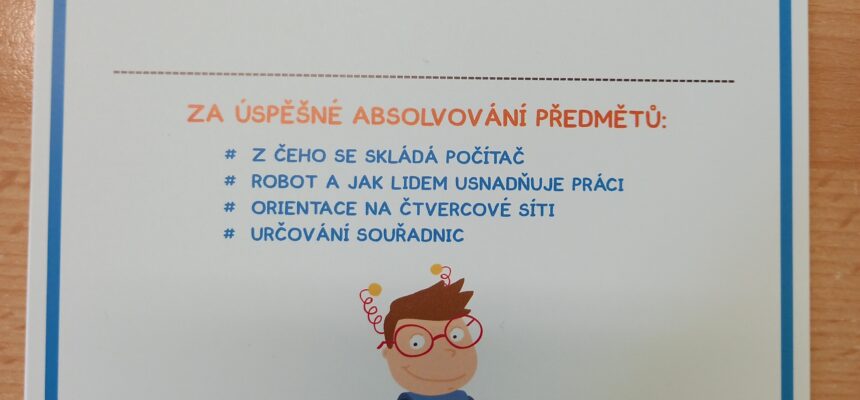 ZA ÚSPĚŠNÉ ABSOLVOVÁNÍ PŘEDMĚTŮ:
# Z ČEHO SE SKLÁDÁ POČÍTAČ
# ROBOT A JAK LIDEM USNADŇUJE PRÁCI
# ORIENTACE NA ČTVERCOVÉ SÍTI
# URČOVÁNÍ SOUŘADNIC